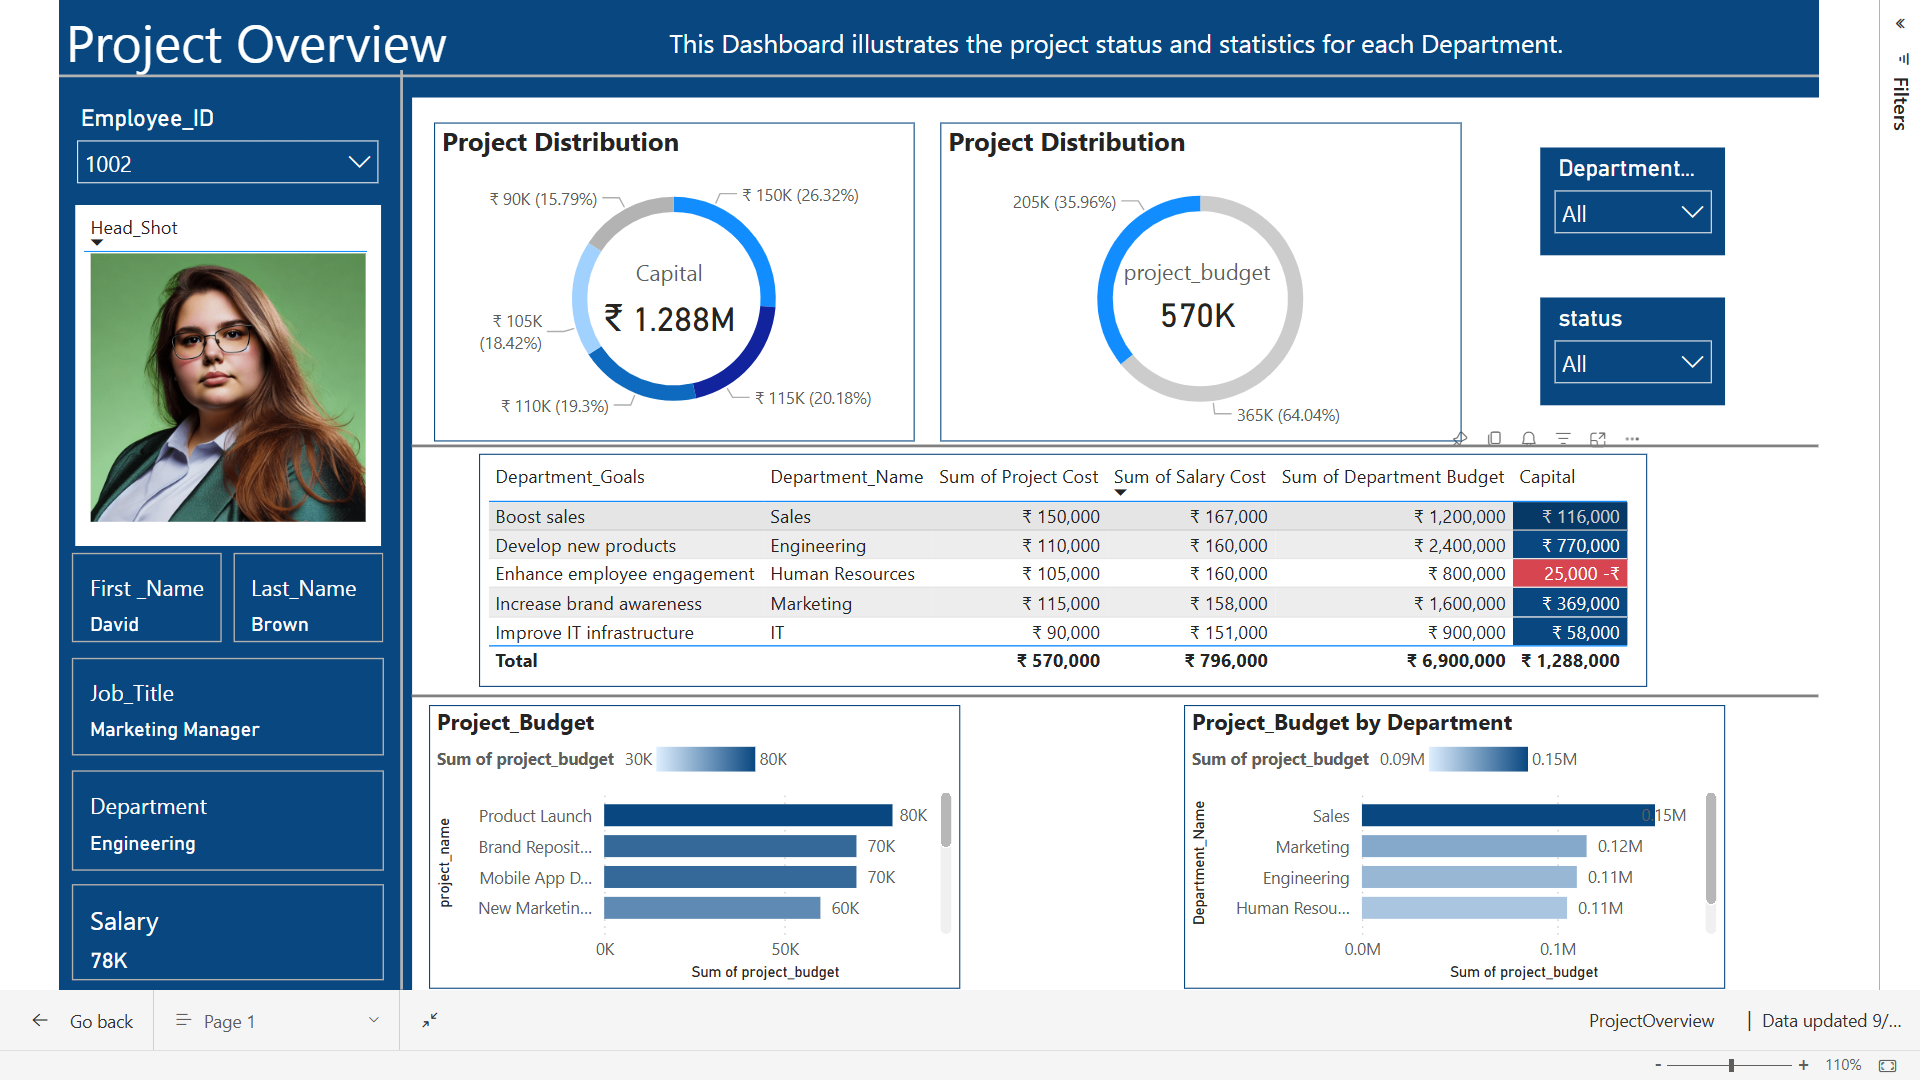 Project Overview
This Dashboard illustrates the project status and statistics for each Department.
«
Filters
Employee_ID
1002
Head_Shot
First _Name
David
Last_Name
Brown
Job_Title
Marketing Manager
Department
Engineering
Salary
78K
Project Distribution
₹ 90K (15.79%)
₹ 150K (26.32%)
Capital
₹ 1.288M
₹ 105K
(18.42%)
₹ 110K (19.3%)
₹ 115K (20.18%)
Project Distribution
205K (35.96%)
project_budget
570K
365K (64.04%)
Department...
All
status
All
Department_Goals Department_Name Sum of Project Cost Sum of Salary Cost Sum of Department Budget Capital
Boost sales Sales ₹ 150,000 ₹ 167,000 ₹ 1,200,000 ₹ 116,000
Develop new products Engineering ₹ 110,000 ₹ 160,000 ₹ 2,400,000 ₹ 770,000
Enhance employee engagement Human Resources ₹ 105,000 ₹ 160,000 ₹ 800,000 25,000 -₹
Increase brand awareness Marketing ₹ 115,000 ₹ 158,000 ₹ 1,600,000 ₹ 369,000
Improve IT infrastructure IT ₹ 90,000 ₹ 151,000 ₹ 900,000 ₹ 58,000
Total ₹ 570,000 ₹ 796,000 ₹ 6,900,000 ₹ 1,288,000
Project_Budget
Sum of project_budget 30K 80K
project_name
Product Launch 80K
Brand Reposit... 70K
Mobile App D... 70K
New Marketin... 60K
0K 50K
Sum of project_budget
Project_Budget by Department
Sum of project_budget 0.09M 0.15M
Department_Name
Sales 0.15M
Marketing 0.12M
Engineering 0.11M
Human Resou... 0.11M
0.0M 0.1M
Sum of project_budget
Go back
Page 1
ProjectOverview | Data updated 9/...
- + 110%